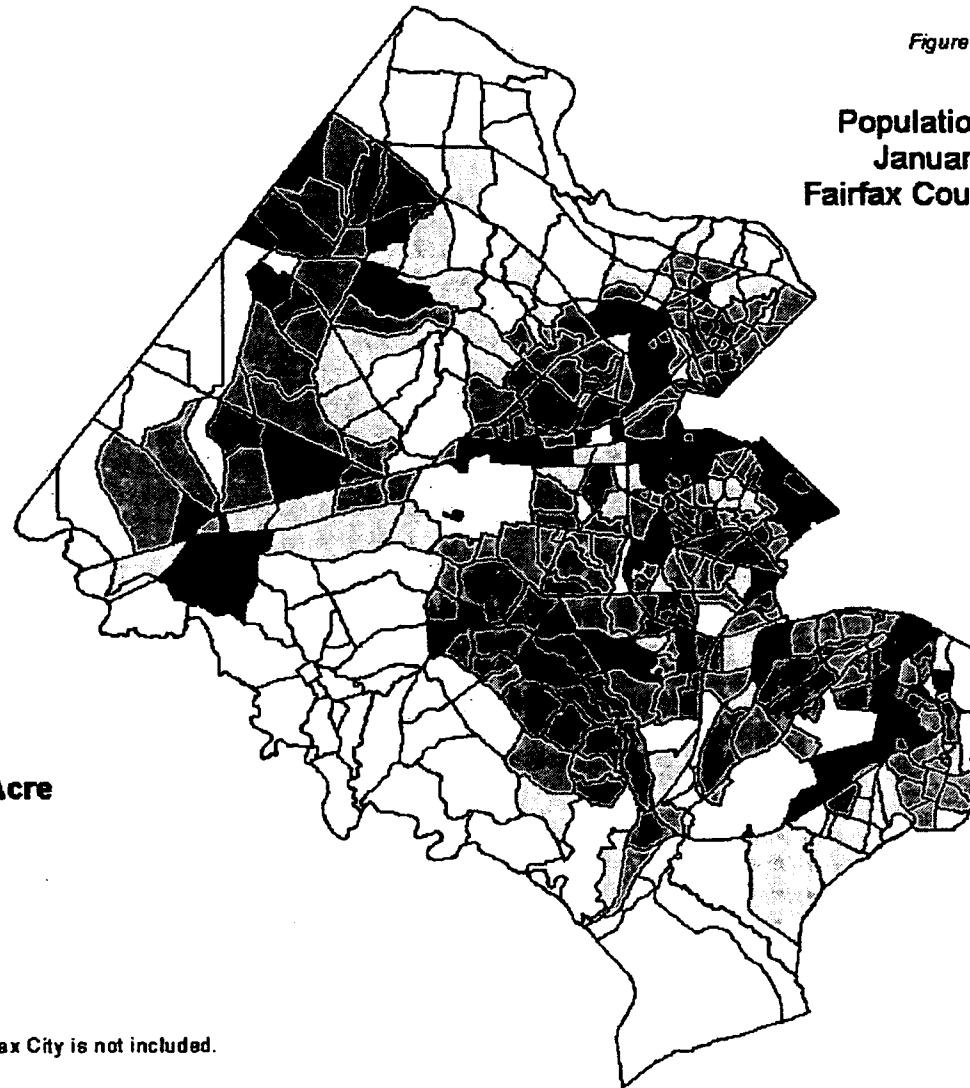 Figure
Populatio
Januar
Fairfax Cou
Acre
ax City is not included.